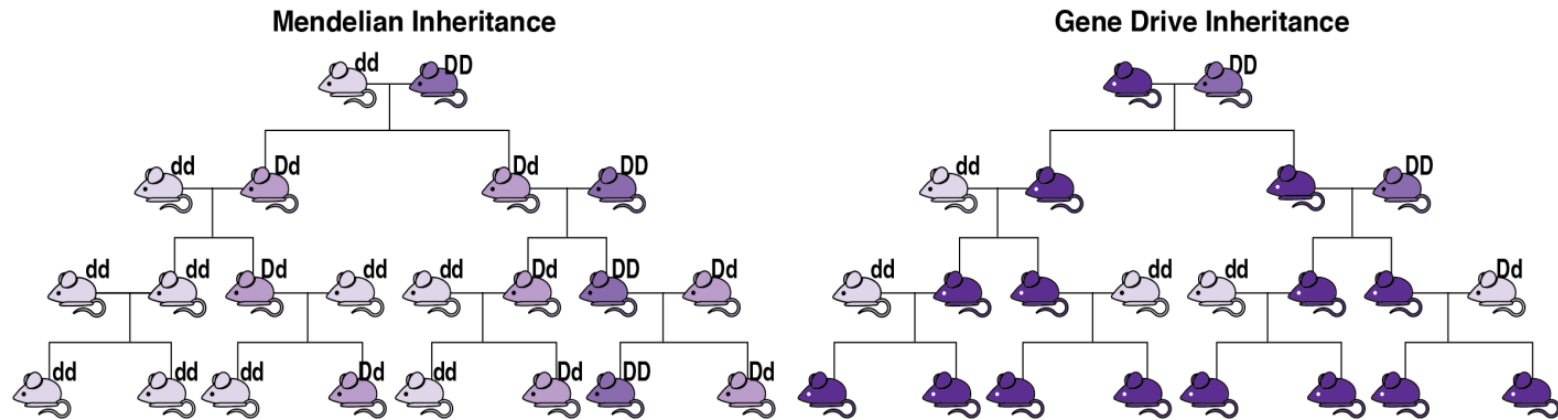 Mendelian Inheritance
dd DD
dd Dd Dd DD
dd dd Dd dd dd Dd DD Dd
dd dd dd Dd dd Dd DD Dd
Gene Drive Inheritance
DD
dd DD
dd dd dd Dd